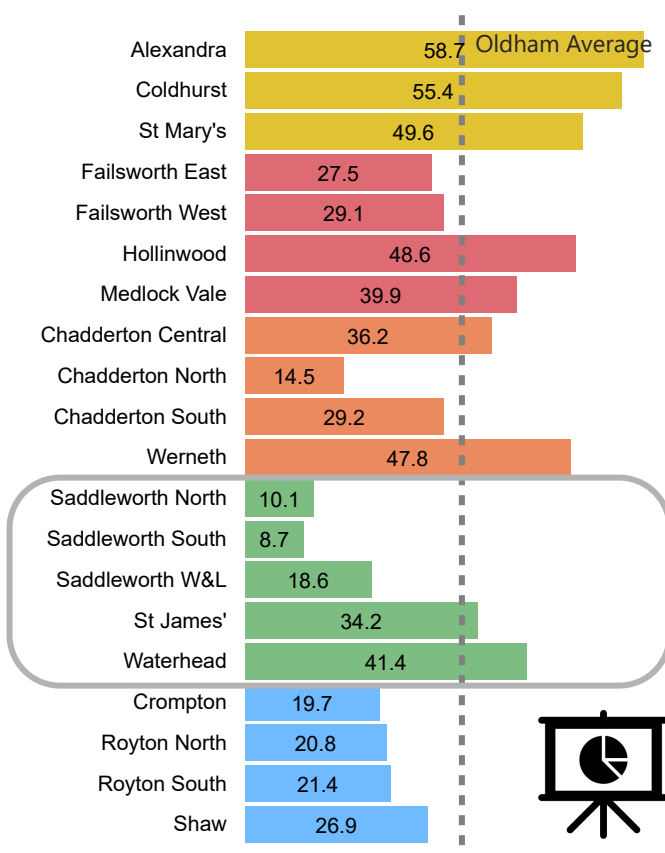 Alexandra 58.7 Oldham Average
Coldhurst 55.4
St Mary's 49.6
Failsworth East 27.5
Failsworth West 29.1
Hollinwood 48.6
Medlock Vale 39.9
Chadderton Central 36.2
Chadderton North 14.5
Chadderton South 29.2
Werneth 47.8
Saddleworth North 10.1
Saddleworth South 8.7
Saddleworth W&L 18.6
St James' 34.2
Waterhead 41.4
Crompton 19.7
Royton North 20.8
Royton South 21.4
Shaw 26.9